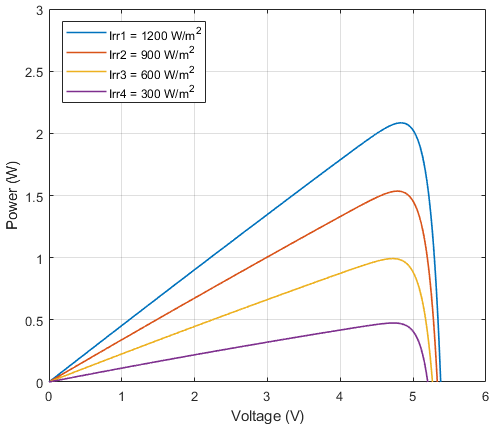 3
2.5
2
1.5
1
0.5
0
Irr1 = 1200 W/m²
Irr2 = 900 W/m²
Irr3 = 600 W/m²
Irr4 = 300 W/m²
Power (W)
0 1 2 3 4 5 6
Voltage (V)